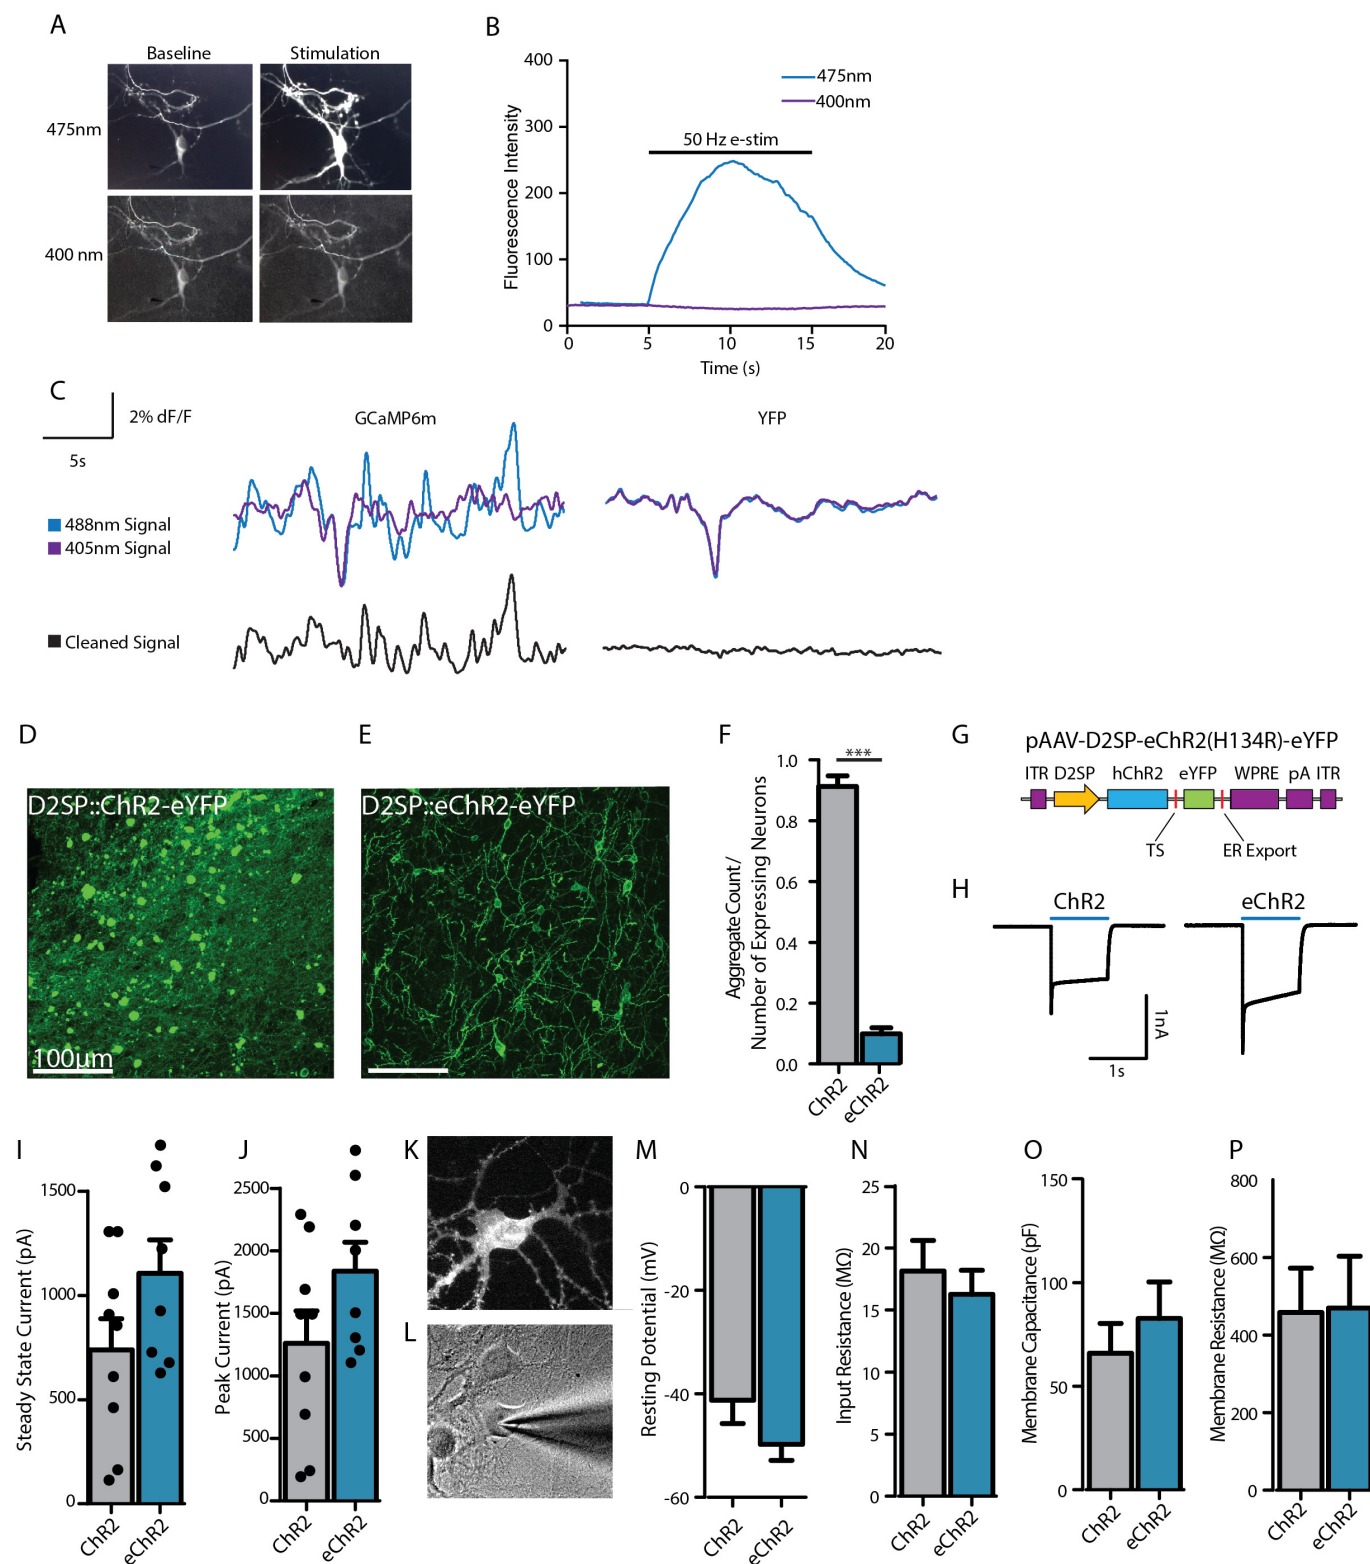 A
Baseline
Stimulation
475nm
400 nm
B
400
300
200
100
0
Fluorescence Intensity
475nm
400nm
50 Hz e-stim
0
5
10
15
20
Time (s)
C
2% dF/F
5s
GCaMP6m
YFP
488nm Signal
405nm Signal
Cleaned Signal
D
D2SP::ChR2-eYFP
100µm
E
D2SP::eChR2-eYFP
F
***
1.0
0.8
0.6
0.4
0.2
0.0
Aggregate Count/
Number of Expressing Neurons
ChR2
eChR2
G
pAAV-D2SP-eChR2(H134R)-eYFP
ITR D2SP hChR2 eYFP WPRE pA ITR
TS
ER Export
H
ChR2
eChR2
1nA
1s
I
1500
1000
500
0
Steady State Current (pA)
ChR2
eChR2
J
2500
2000
1500
1000
500
0
Peak Current (pA)
ChR2
eChR2
K
L
M
0
-20
-40
-60
Resting Potential (mV)
ChR2
eChR2
N
25
20
15
10
5
0
Input Resistance (MΩ)
ChR2
eChR2
O
150
100
50
0
Membrane Capacitance (pF)
ChR2
eChR2
P
800
600
400
200
0
Membrane Resistance (MΩ)
ChR2
eChR2